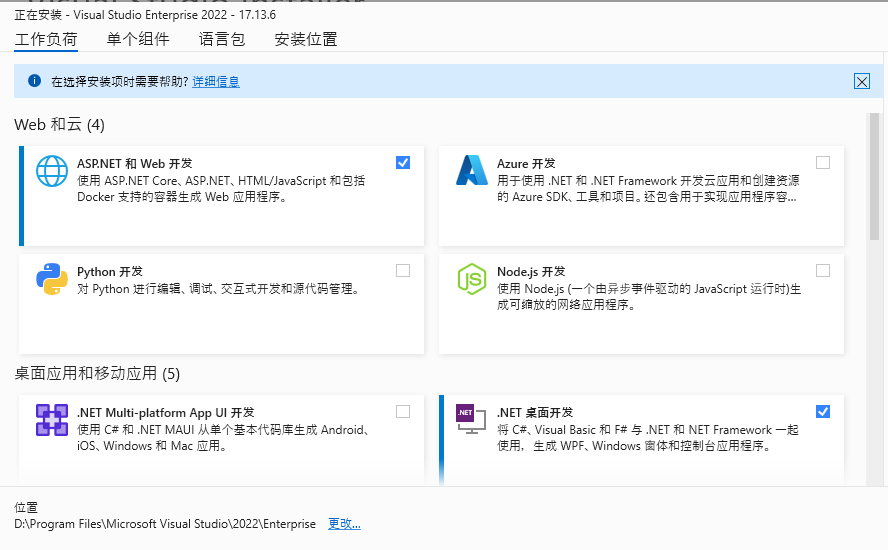 正在安装 - Visual Studio Enterprise 2022 - 17.13.6
工作负荷 单个组件 语言包 安装位置
在选择安装项时需要帮助? 详细信息
Web 和云 (4)
ASP.NET 和 Web 开发
使用 ASP.NET Core、ASP.NET、HTML/JavaScript 和包括
Docker 支持的容器生成 Web 应用程序。
Azure 开发
用于使用 .NET 和 .NET Framework 开发云应用和创建资源
的 Azure SDK、工具和项目。还包含用于实现应用程序容...
Python 开发
对 Python 进行编辑、调试、交互式开发和源代码管理。
Node.js 开发
使用 Node.js (一个由异步事件驱动的 JavaScript 运行时)生
成可缩放的网络应用程序。
桌面应用和移动应用 (5)
.NET Multi-platform App UI 开发
使用 C# 和 .NET MAUI 从单个基本代码库生成 Android、
iOS、Windows 和 Mac 应用。
.NET
.NET 桌面开发
将 C#、Visual Basic 和 F# 与 .NET 和 NET Framework 一起
使用，生成 WPF、Windows 窗体和控制台应用程序。
位置
D:\Program Files\Microsoft Visual Studio\2022\Enterprise 更改...